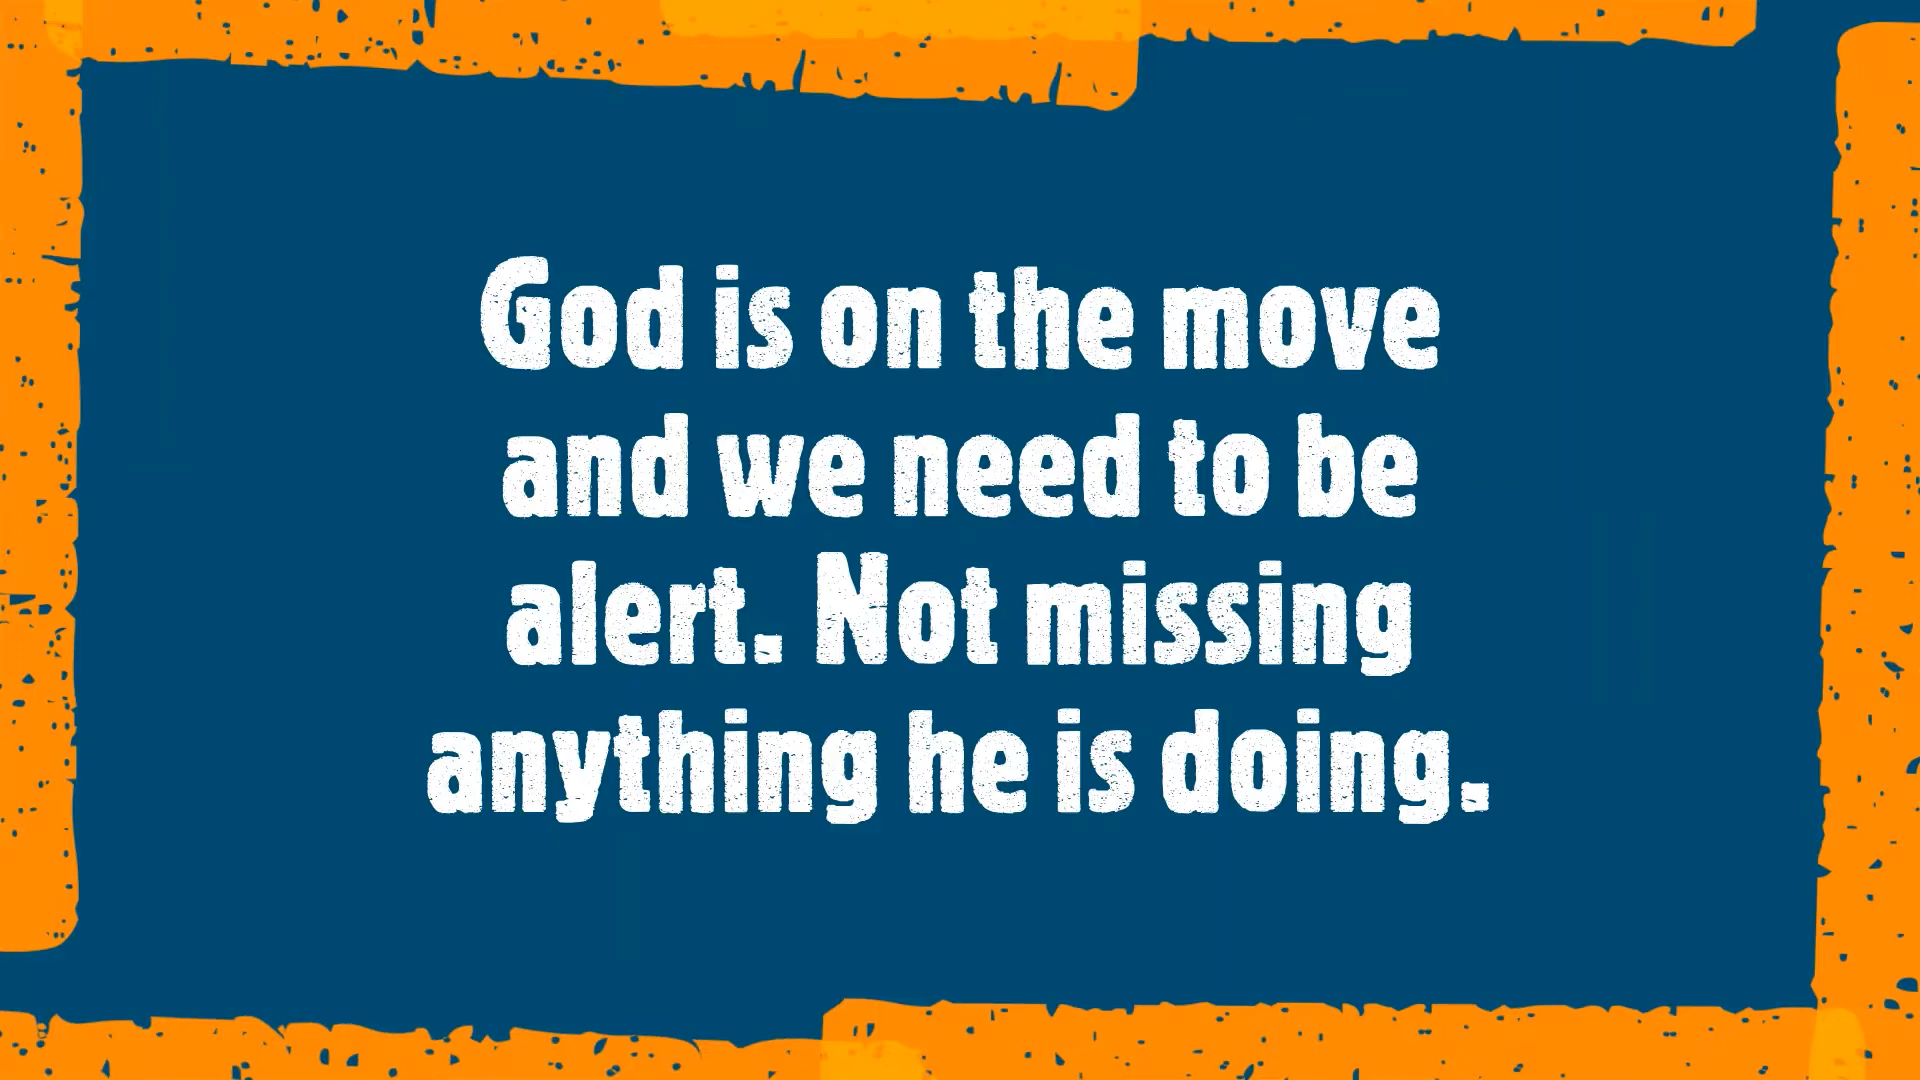 God is on the move
and we need to be
alert. Not missing
anything he is doing.